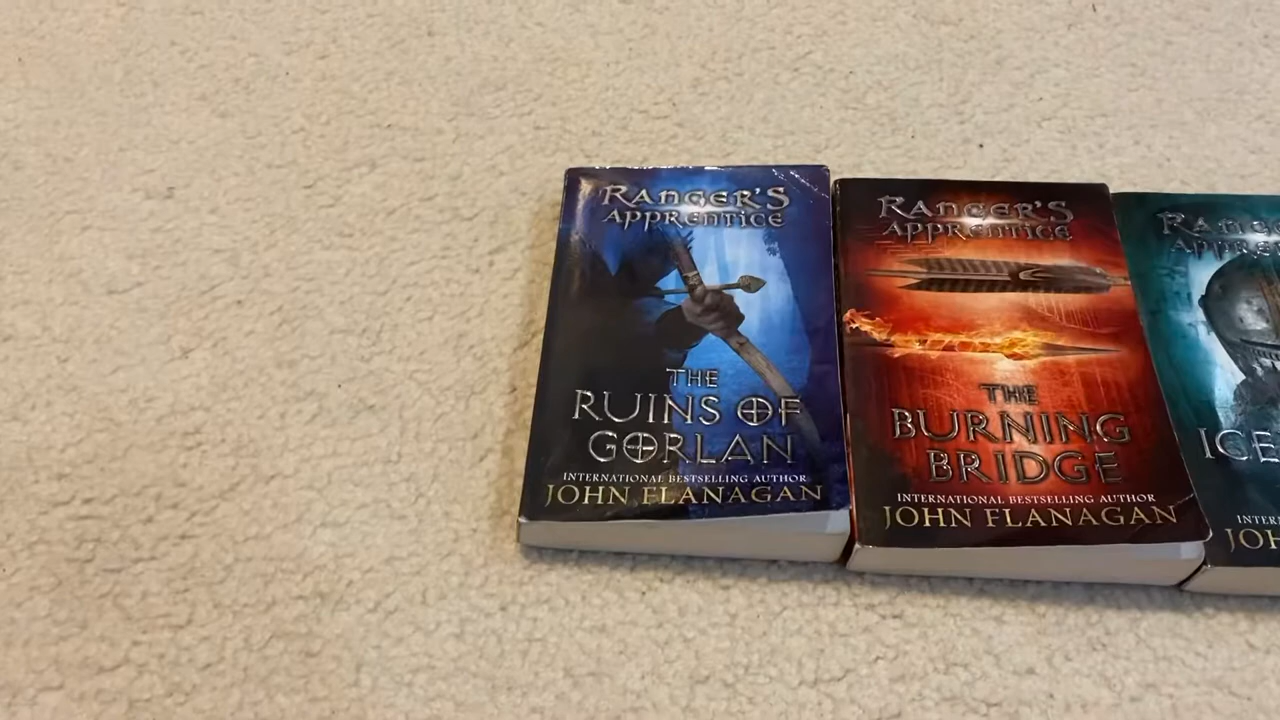 RANGER'S
APPRENTICE
THE
RUINS OF
GORLAN
INTERNATIONAL BESTSELLING AUTHOR
JOHN FLANAGAN
RANGER'S
APPRENTICE
THE
BURNING
BRIDGE
INTERNATIONAL BESTSELLING AUTHOR
JOHN FLANAGAN
ICE